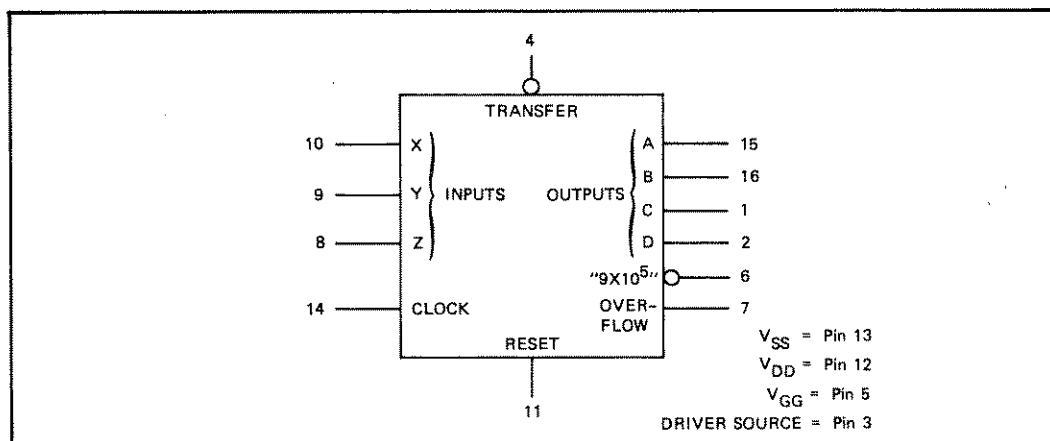 4
TRANSFER
10 X A 15
B 16
9 Y INPUTS OUTPUTS C 1
8 Z D 2
"9X10⁵" 6
14 CLOCK OVER- 7
FLOW
RESET
V_SS = Pin 13
V_DD = Pin 12
11 V_GG = Pin 5
DRIVER SOURCE = Pin 3